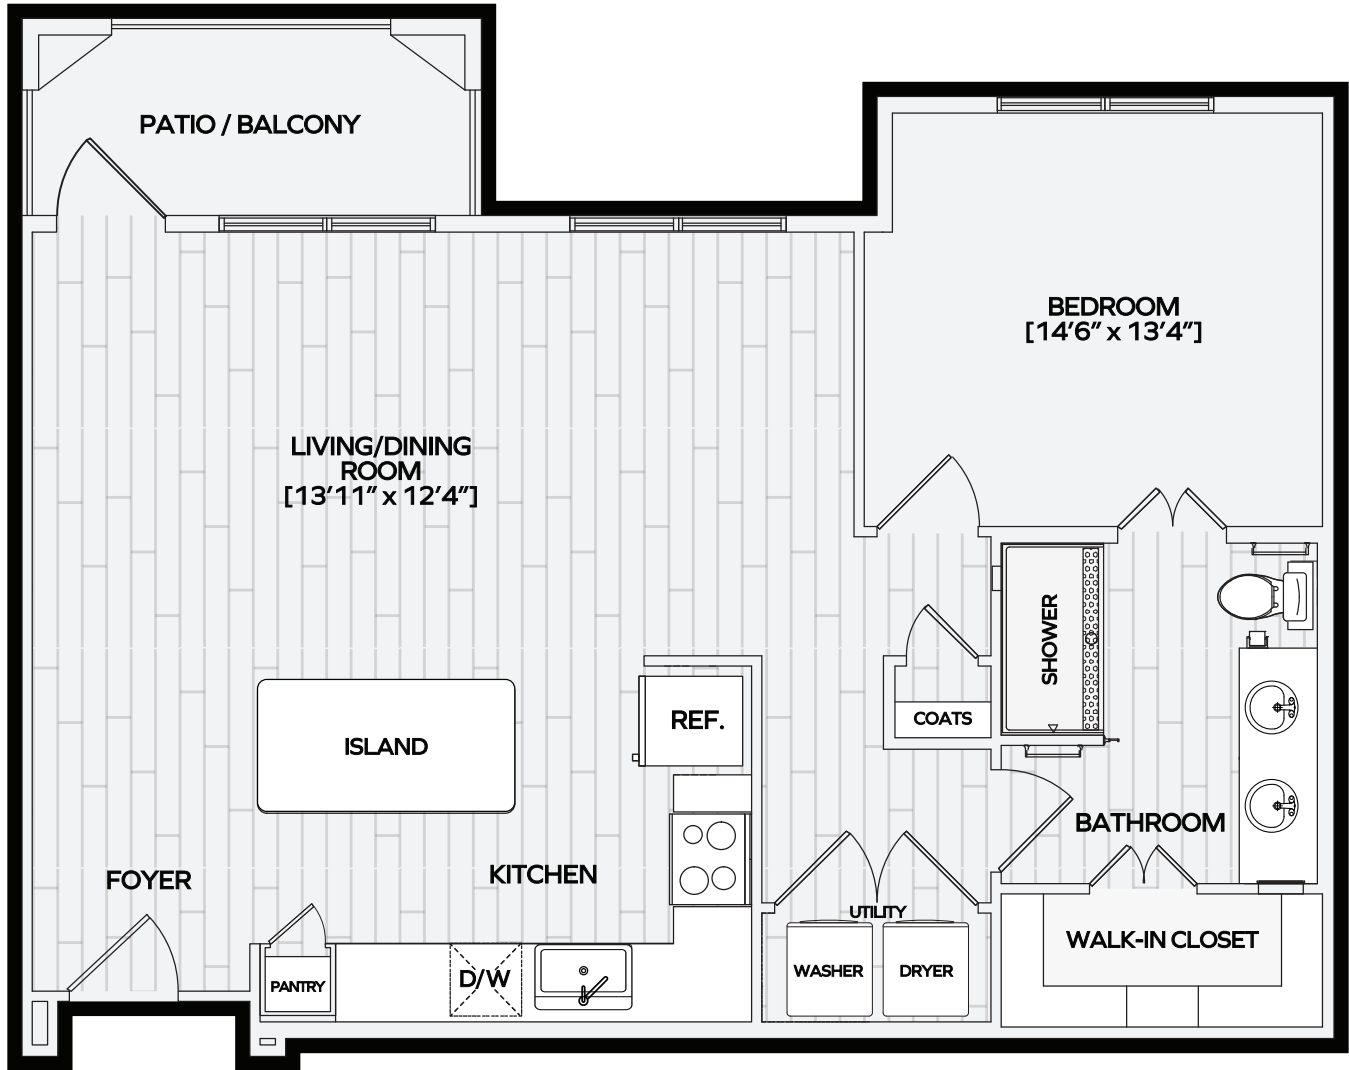 PATIO / BALCONY
BEDROOM
[14’6” x 13’4”]
LIVING/DINING
ROOM
[13’11” x 12’4”]
SHOWER
COATS
REF.
ISLAND
BATHROOM
KITCHEN
FOYER
UTILITY
WALK-IN CLOSET
WASHER
DRYER
D/W
PANTRY